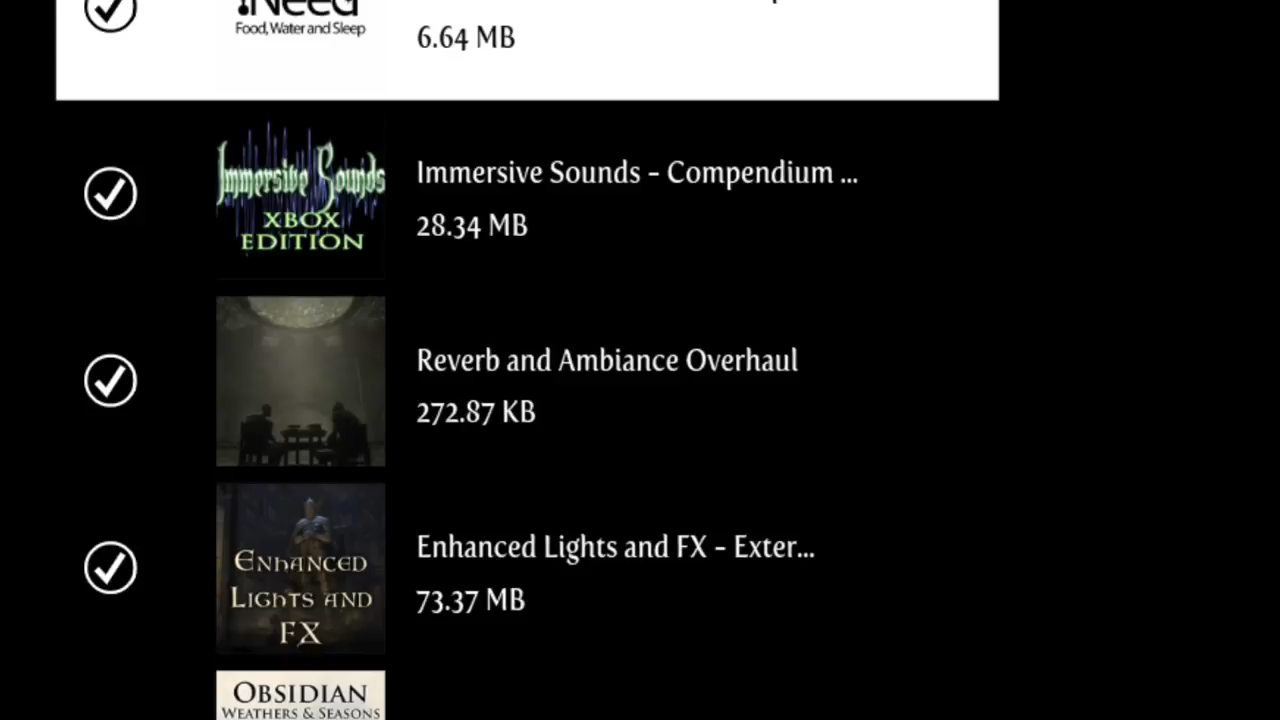 iNeed
Food, Water and Sleep
6.64 MB
Immersive Sounds
XBOX
EDITION
Immersive Sounds - Compendium ...
28.34 MB
Reverb and Ambiance Overhaul
272.87 KB
Enhanced
Lights and
FX
Enhanced Lights and FX - Exter...
73.37 MB
OBSIDIAN
WEATHERS & SEASONS